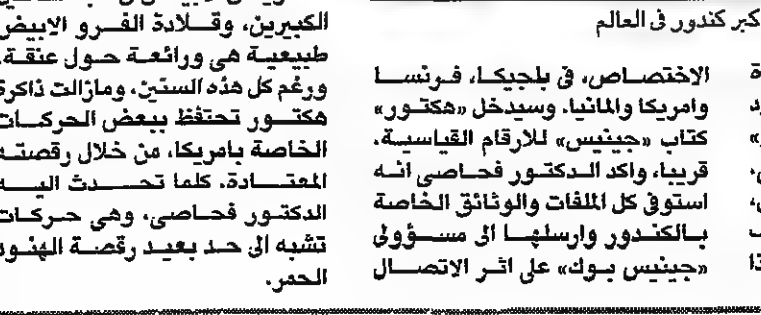 كبر كندور في العالم
الاختصاص، في بلجيكا، فرنسا
وامريكا والمانيا. وسيدخل «هكتور»
كتاب «جينيس» للارقام القياسية،
قريبا، واكد الدكتور فحاصي انه
استوفى كل الملفات والوثائق الخاصة
بالكندور وارسلها الى مسؤولي
«جينيس بوك» على اثر الاتصال
الكبيرين، وقلادة الفرو الابيض
طبيعية هي ورائعة حول عنقة.
ورغم كل هذه السنين، ومازالت ذاكرة
هكتور تحتفظ ببعض الحركات
الخاصة بامريكا، من خلال رقصته
المعتادة، كلما تحدث اليه
الدكتور فحاصي، وهي حركات
تشبه الى حد بعيد رقصة الهنود
الحمر.